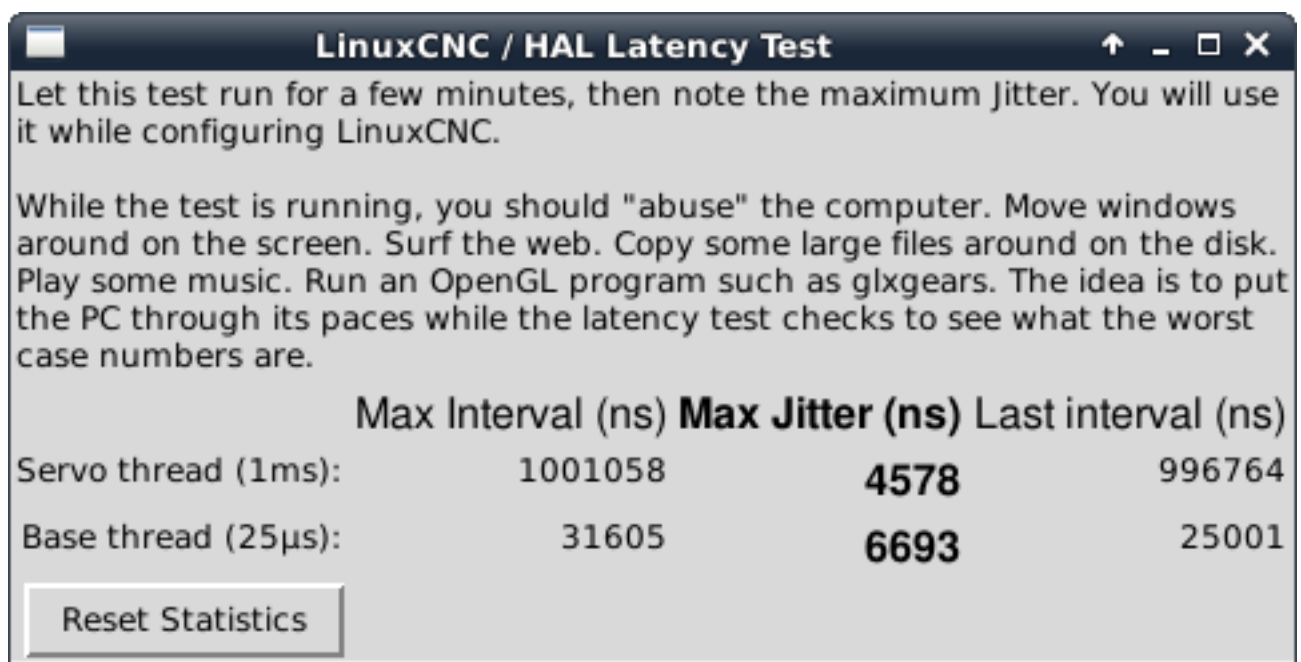 LinuxCNC / HAL Latency Test
Let this test run for a few minutes, then note the maximum Jitter. You will use
it while configuring LinuxCNC.
While the test is running, you should "abuse" the computer. Move windows
around on the screen. Surf the web. Copy some large files around on the disk.
Play some music. Run an OpenGL program such as glxgears. The idea is to put
the PC through its paces while the latency test checks to see what the worst
case numbers are.
Max Interval (ns) Max Jitter (ns) Last interval (ns)
Servo thread (1ms): 1001058 4578 996764
Base thread (25µs): 31605 6693 25001
Reset Statistics